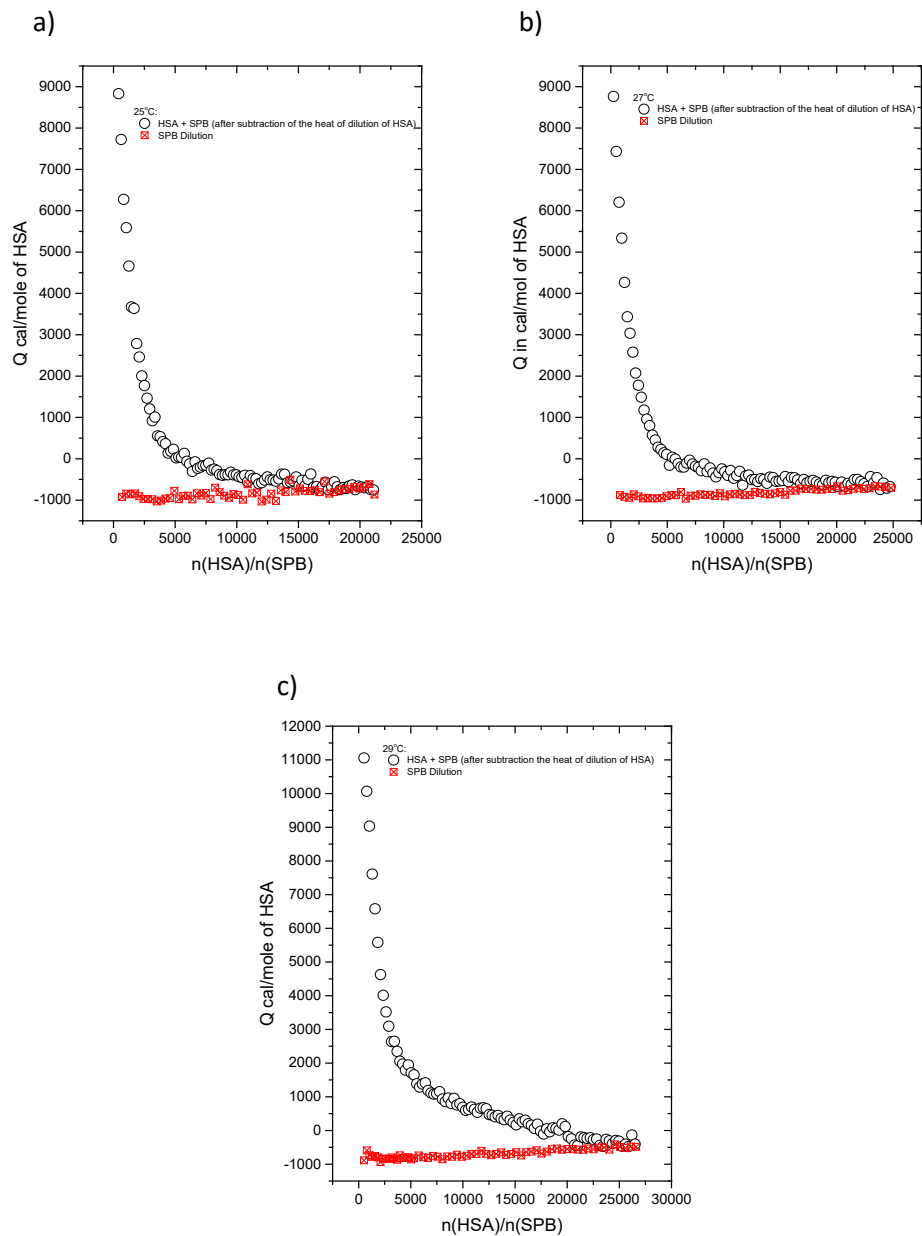 a)
9000
8000
7000
6000
5000
4000
3000
2000
1000
0
-1000
Q cal/mole of HSA
25°C:
HSA + SPB (after subtraction of the heat of dilution of HSA)
SPB Dilution
0 5000 10000 15000 20000 25000
n(HSA)/n(SPB)
b)
9000
8000
7000
6000
5000
4000
3000
2000
1000
0
-1000
Q in cal/mol of HSA
27°C
HSA + SPB (after subtraction of the heat of dilution of HSA)
SPB Dilution
0 5000 10000 15000 20000 25000
n(HSA)/n(SPB)
c)
12000
11000
10000
9000
8000
7000
6000
5000
4000
3000
2000
1000
0
-1000
Q cal/mole of HSA
29°C:
HSA + SPB (after subtraction the heat of dilution of HSA)
SPB Dilution
0 5000 10000 15000 20000 25000 30000
n(HSA)/n(SPB)